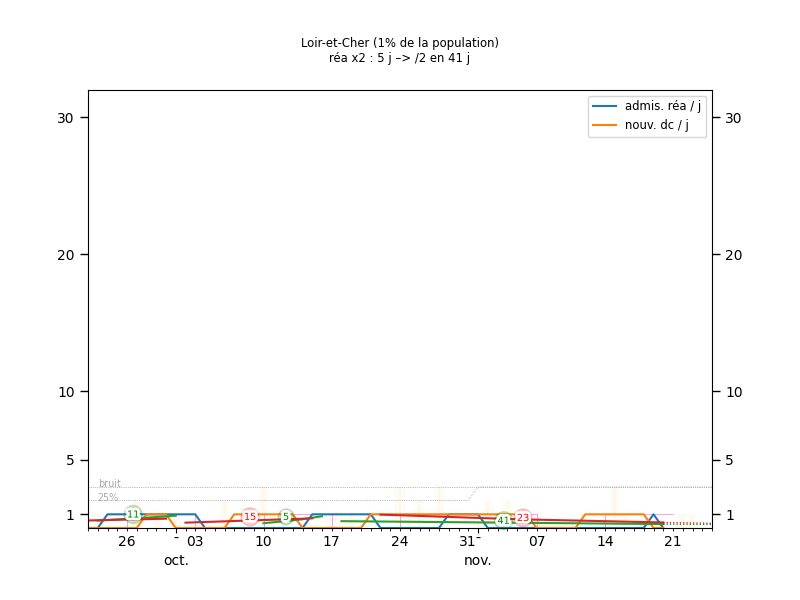 Loir-et-Cher (1% de la population)
réa x2 : 5 j –> /2 en 41 j
admis. réa / j
nouv. dc / j
30 30
20 20
10 10
5 5
bruit
25%
1 11 15 5 41 23 1
26 - 03 10 17 24 31- 07 14 21
oct. nov.